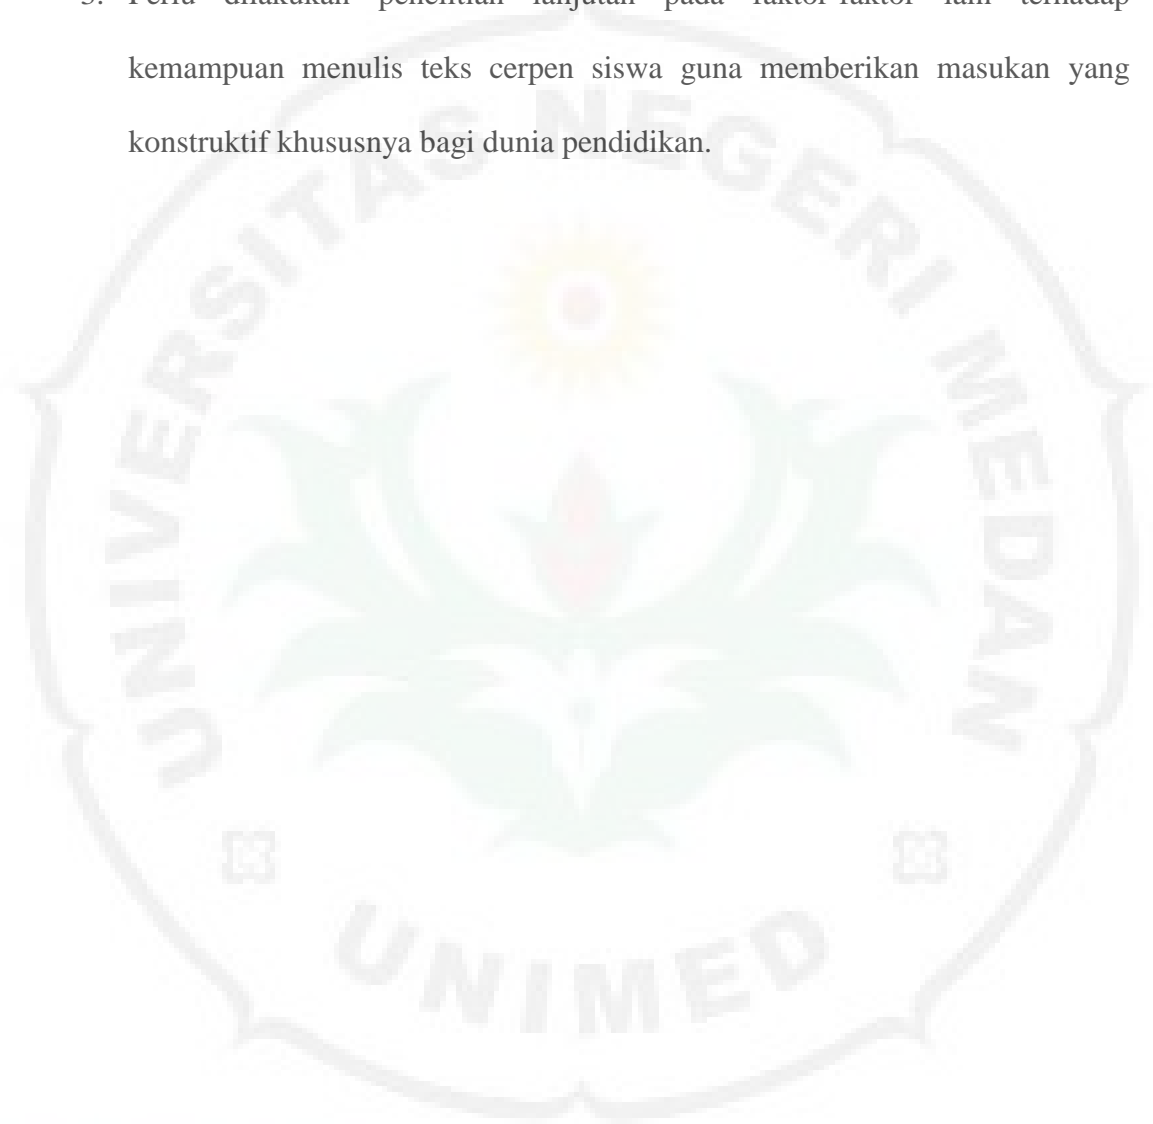 3. Perlu dilakukan penelitian lanjutan pada faktor-faktor lain terhadap
kemampuan menulis teks cerpen siswa guna memberikan masukan yang
konstruktif khususnya bagi dunia pendidikan.
UNIVERSITAS NEGERI MEDAN
UNIMED